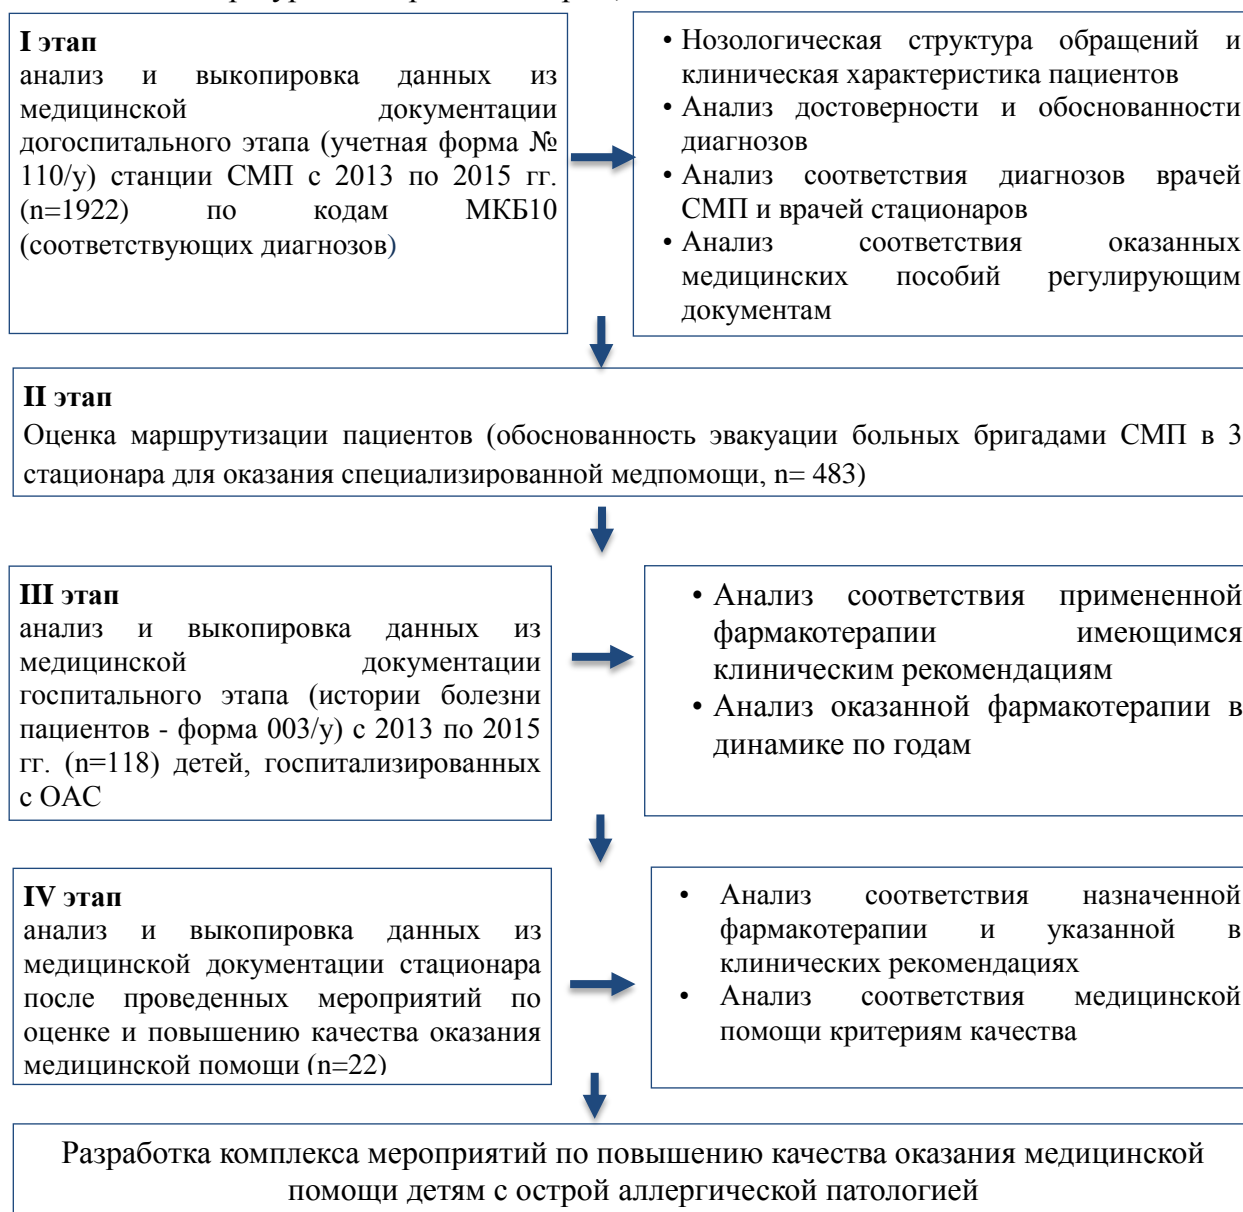 I этап
анализ и выкопировка данных из
медицинской документации
догоспитального этапа (учетная форма №
110/у) станции СМП с 2013 по 2015 гг.
(n=1922) по кодам МКБ10
(соответствующих диагнозов)
• Нозологическая структура обращений и
клиническая характеристика пациентов
• Анализ достоверности и обоснованности
диагнозов
• Анализ соответствия диагнозов врачей
СМП и врачей стационаров
• Анализ соответствия оказанных
медицинских пособий регулирующим
документам
II этап
Оценка маршрутизации пациентов (обоснованность эвакуации больных бригадами СМП в 3
стационара для оказания специализированной медпомощи, n= 483)
III этап
анализ и выкопировка данных из
медицинской документации
госпитального этапа (истории болезни
пациентов - форма 003/у) с 2013 по 2015
гг. (n=118) детей, госпитализированных
с ОАС
• Анализ соответствия примененной
фармакотерапии имеющимся
клиническим рекомендациям
• Анализ оказанной фармакотерапии в
динамике по годам
IV этап
анализ и выкопировка данных из
медицинской документации стационара
после проведенных мероприятий по
оценке и повышению качества оказания
медицинской помощи (n=22)
• Анализ соответствия назначенной
фармакотерапии и указанной в
клинических рекомендациях
• Анализ соответствия медицинской
помощи критериям качества
Разработка комплекса мероприятий по повышению качества оказания медицинской
помощи детям с острой аллергической патологией